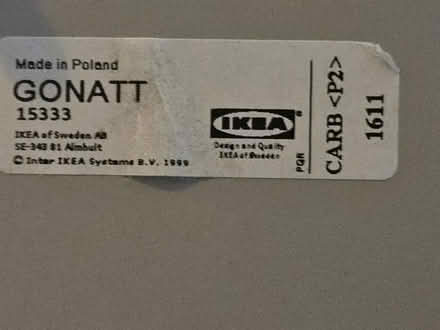 Made in Poland
GONATT
15333
IKEA of Sweden AB
SE-343 81 Älmhult
© Inter IKEA Systems B.V. 1999
IKEA®
Design and Quality
IKEA of Sweden
PQR
CARB <P2>
1611